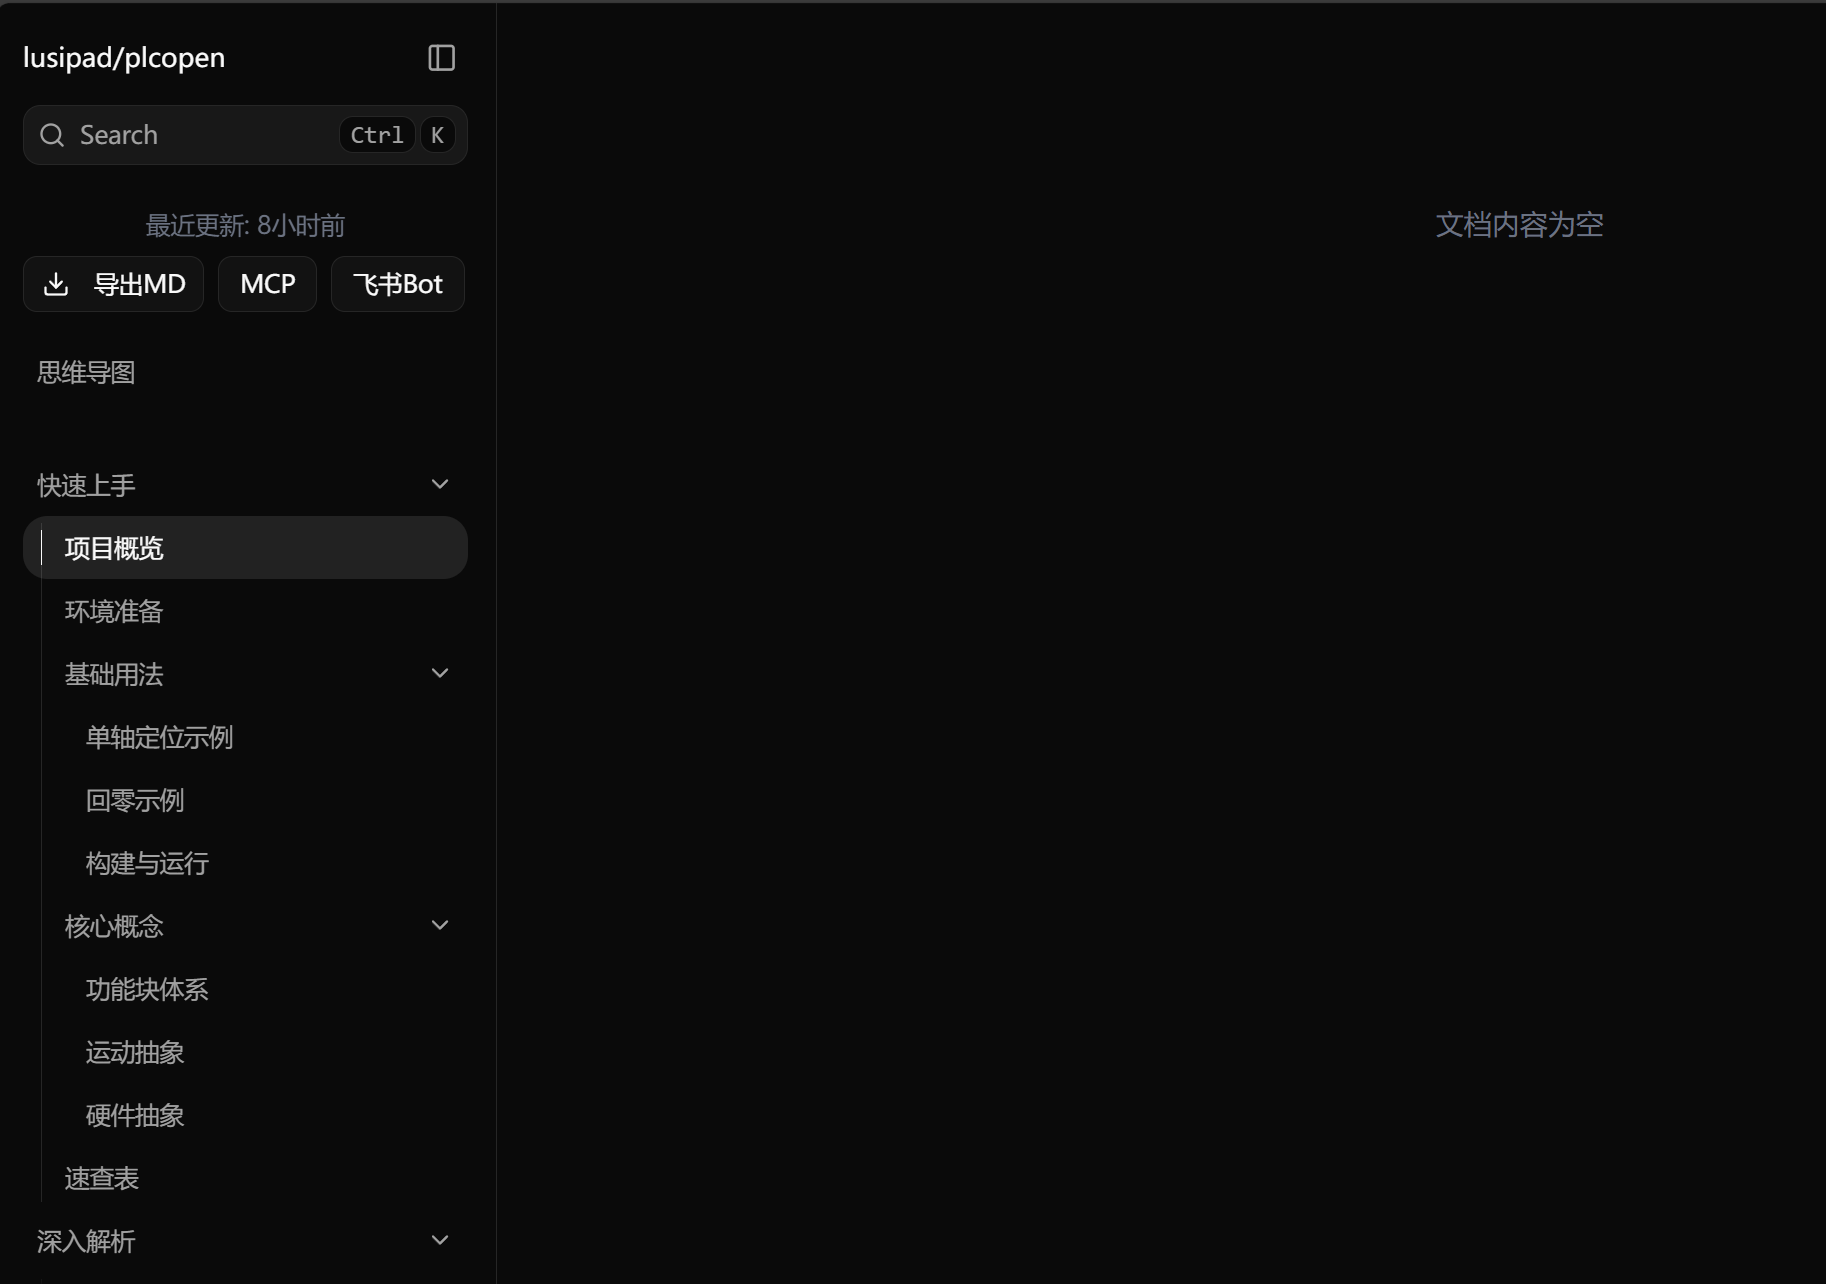 lusipad/plcopen
Search Ctrl K
最近更新: 8小时前
导出MD MCP 飞书Bot
思维导图
快速上手
项目概览
环境准备
基础用法
单轴定位示例
回零示例
构建与运行
核心概念
功能块体系
运动抽象
硬件抽象
速查表
深入解析
文档内容为空